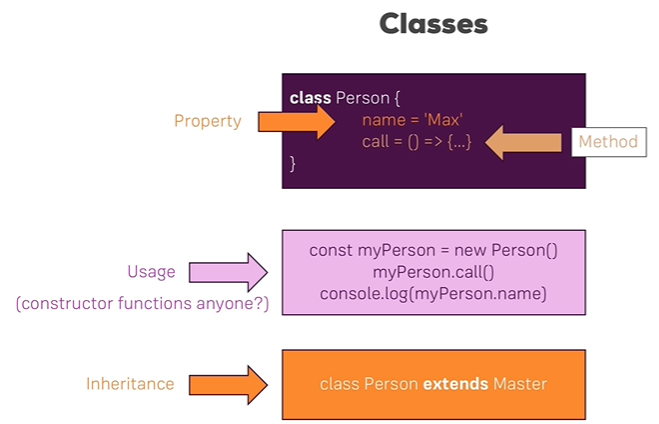 Classes
class Person {
Property
name = 'Max'
call = () => {...}
Method
}
const myPerson = new Person()
Usage
myPerson.call()
(constructor functions anyone?)
console.log(myPerson.name)
Inheritance
class Person extends Master